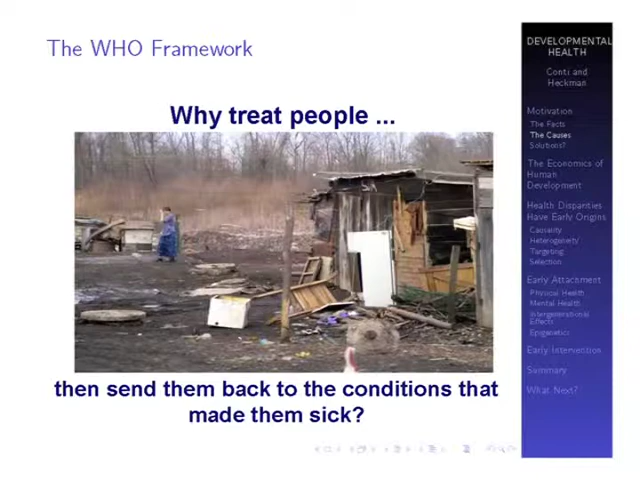 The WHO Framework
Why treat people ...
then send them back to the conditions that
made them sick?
DEVELOPMENTAL
HEALTH
Conti and
Heckman
Motivation
The Facts
The Causes
Solutions?
The Economics of
Human
Development
Health Disparities
Have Early Origins
Causality
Heterogeneity
Targeting
Selection
Early Attachment
Physical Health
Mental Health
Intergenerational
Effects
Epigenetics
Early Intervention
Summary
What Next?